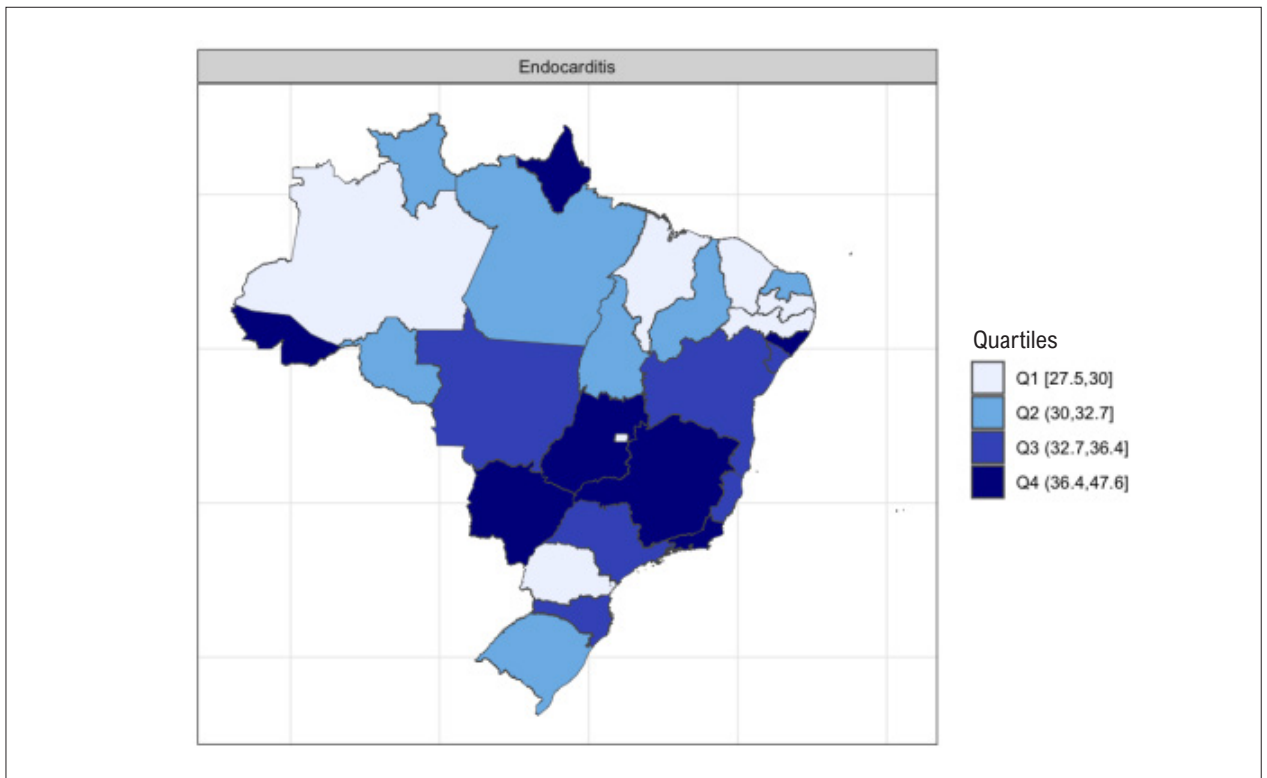 Endocarditis
Quartiles
Q1 [27.5,30]
Q2 (30,32.7]
Q3 (32.7,36.4]
Q4 (36.4,47.6]